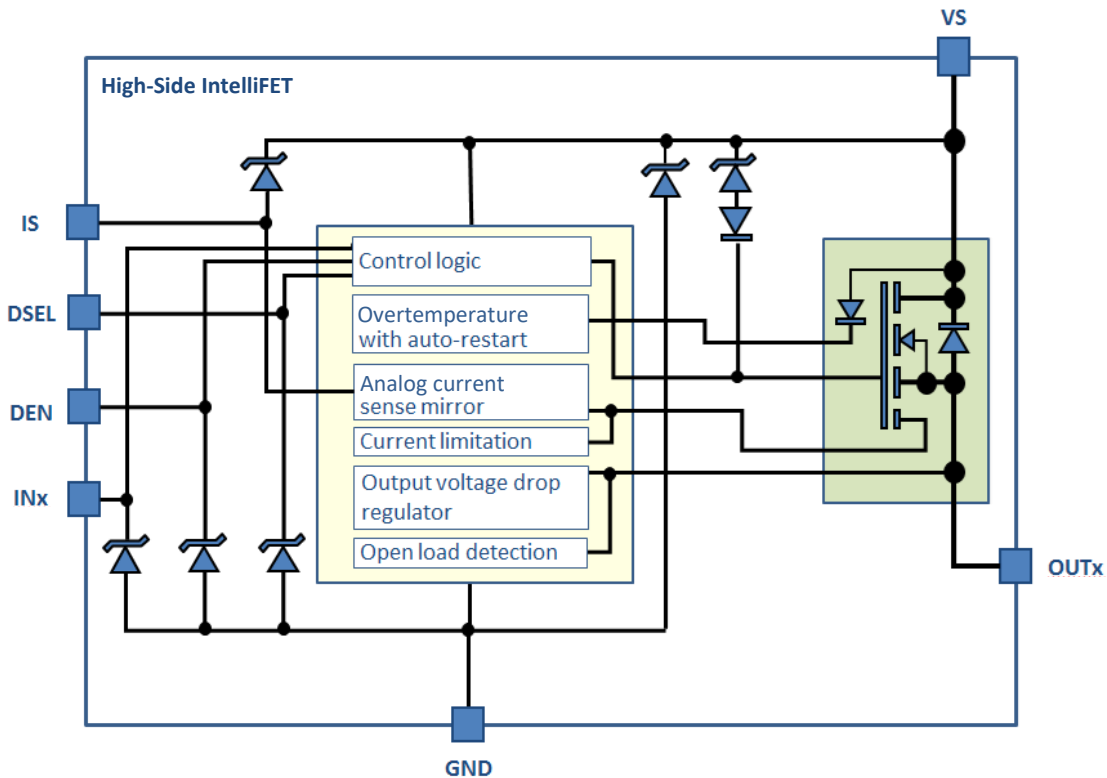 VS
High-Side IntelliFET
IS
DSEL
DEN
INx
Control logic
Overtemperature
with auto-restart
Analog current
sense mirror
Current limitation
Output voltage drop
regulator
Open load detection
OUTx
GND